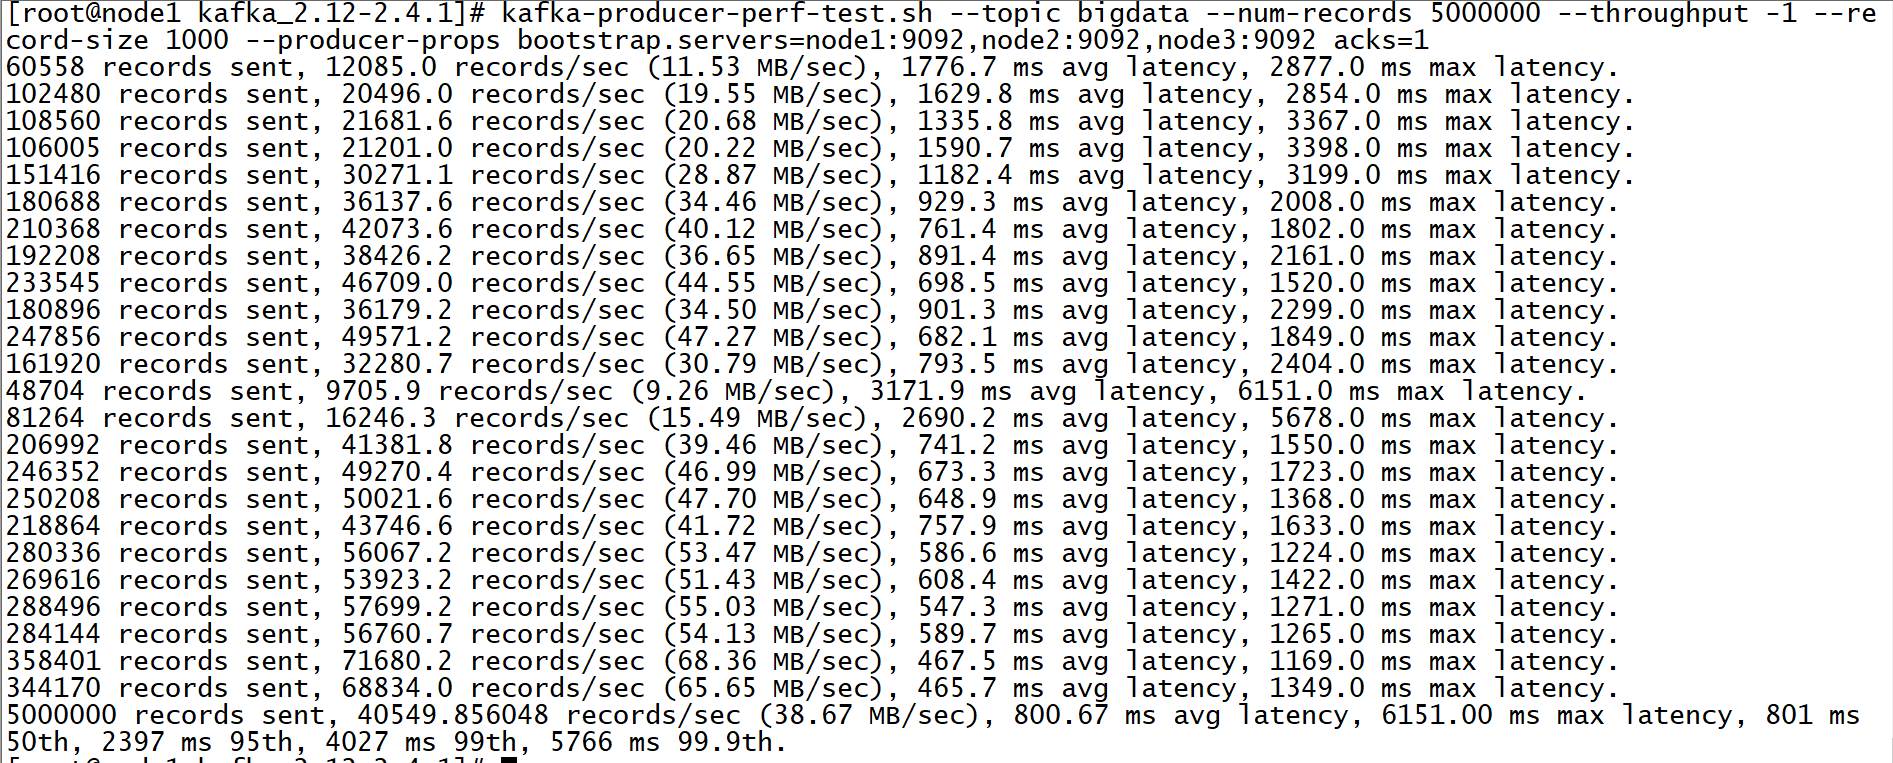 [root@node1 kafka_2.12-2.4.1]# kafka-producer-perf-test.sh --topic bigdata --num-records 5000000 --throughput -1 --re
cord-size 1000 --producer-props bootstrap.servers=node1:9092,node2:9092,node3:9092 acks=1
60558 records sent, 12085.0 records/sec (11.53 MB/sec), 1776.7 ms avg latency, 2877.0 ms max latency.
102480 records sent, 20496.0 records/sec (19.55 MB/sec), 1629.8 ms avg latency, 2854.0 ms max latency.
108560 records sent, 21681.6 records/sec (20.68 MB/sec), 1335.8 ms avg latency, 3367.0 ms max latency.
106005 records sent, 21201.0 records/sec (20.22 MB/sec), 1590.7 ms avg latency, 3398.0 ms max latency.
151416 records sent, 30271.1 records/sec (28.87 MB/sec), 1182.4 ms avg latency, 3199.0 ms max latency.
180688 records sent, 36137.6 records/sec (34.46 MB/sec), 929.3 ms avg latency, 2008.0 ms max latency.
210368 records sent, 42073.6 records/sec (40.12 MB/sec), 761.4 ms avg latency, 1802.0 ms max latency.
192208 records sent, 38426.2 records/sec (36.65 MB/sec), 891.4 ms avg latency, 2161.0 ms max latency.
233545 records sent, 46709.0 records/sec (44.55 MB/sec), 698.5 ms avg latency, 1520.0 ms max latency.
180896 records sent, 36179.2 records/sec (34.50 MB/sec), 901.3 ms avg latency, 2299.0 ms max latency.
247856 records sent, 49571.2 records/sec (47.27 MB/sec), 682.1 ms avg latency, 1849.0 ms max latency.
161920 records sent, 32280.7 records/sec (30.79 MB/sec), 793.5 ms avg latency, 2404.0 ms max latency.
48704 records sent, 9705.9 records/sec (9.26 MB/sec), 3171.9 ms avg latency, 6151.0 ms max latency.
81264 records sent, 16246.3 records/sec (15.49 MB/sec), 2690.2 ms avg latency, 5678.0 ms max latency.
206992 records sent, 41381.8 records/sec (39.46 MB/sec), 741.2 ms avg latency, 1550.0 ms max latency.
246352 records sent, 49270.4 records/sec (46.99 MB/sec), 673.3 ms avg latency, 1723.0 ms max latency.
250208 records sent, 50021.6 records/sec (47.70 MB/sec), 648.9 ms avg latency, 1368.0 ms max latency.
218864 records sent, 43746.6 records/sec (41.72 MB/sec), 757.9 ms avg latency, 1633.0 ms max latency.
280336 records sent, 56067.2 records/sec (53.47 MB/sec), 586.6 ms avg latency, 1224.0 ms max latency.
269616 records sent, 53923.2 records/sec (51.43 MB/sec), 608.4 ms avg latency, 1422.0 ms max latency.
288496 records sent, 57699.2 records/sec (55.03 MB/sec), 547.3 ms avg latency, 1271.0 ms max latency.
284144 records sent, 56760.7 records/sec (54.13 MB/sec), 589.7 ms avg latency, 1265.0 ms max latency.
358401 records sent, 71680.2 records/sec (68.36 MB/sec), 467.5 ms avg latency, 1169.0 ms max latency.
344170 records sent, 68834.0 records/sec (65.65 MB/sec), 465.7 ms avg latency, 1349.0 ms max latency.
5000000 records sent, 40549.856048 records/sec (38.67 MB/sec), 800.67 ms avg latency, 6151.00 ms max latency, 801 ms
50th, 2397 ms 95th, 4027 ms 99th, 5766 ms 99.9th.
[root@node1 kafka_2.12-2.4.1]#